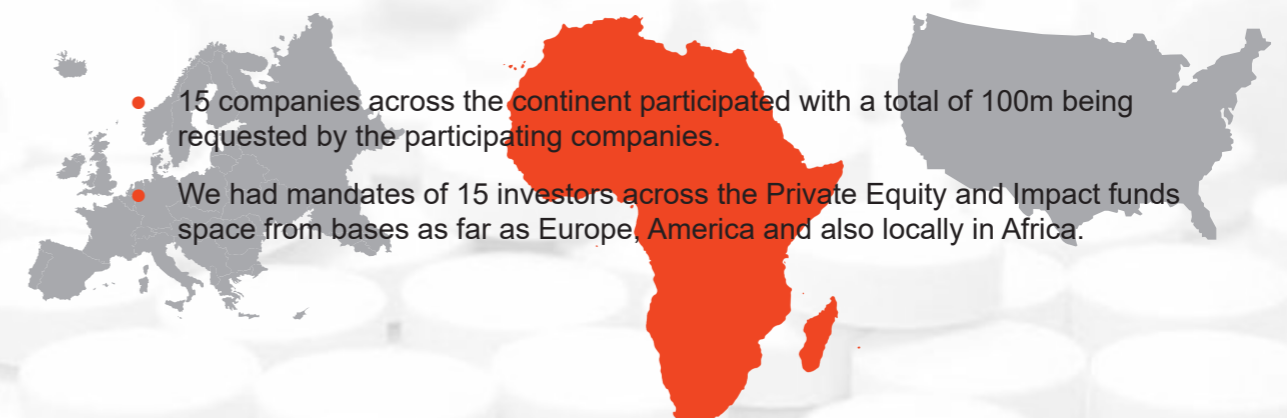 ● 15 companies across the continent participated with a total of 100m being
requested by the participating companies.
● We had mandates of 15 investors across the Private Equity and Impact funds
space from bases as far as Europe, America and also locally in Africa.